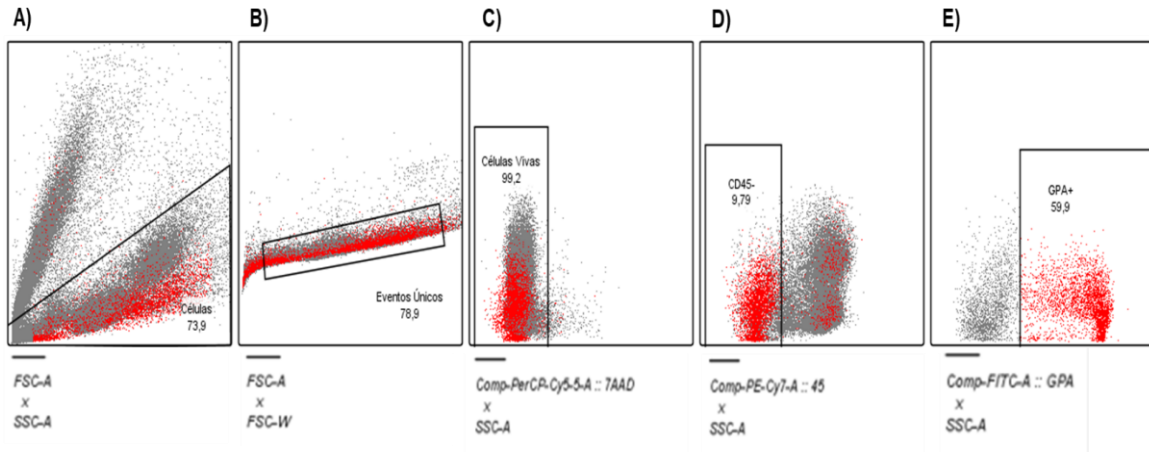 A)
B)
C)
D)
E)
Células
73,9
Eventos Únicos
78,9
Células Vivas
99,2
CD45-
9,79
GPA+
59,9
FSC-A
x
SSC-A
FSC-A
x
FSC-W
Comp-PerCP-Cy5-5-A :: 7AAD
x
SSC-A
Comp-PE-Cy7-A :: 45
x
SSC-A
Comp-FITC-A :: GPA
x
SSC-A